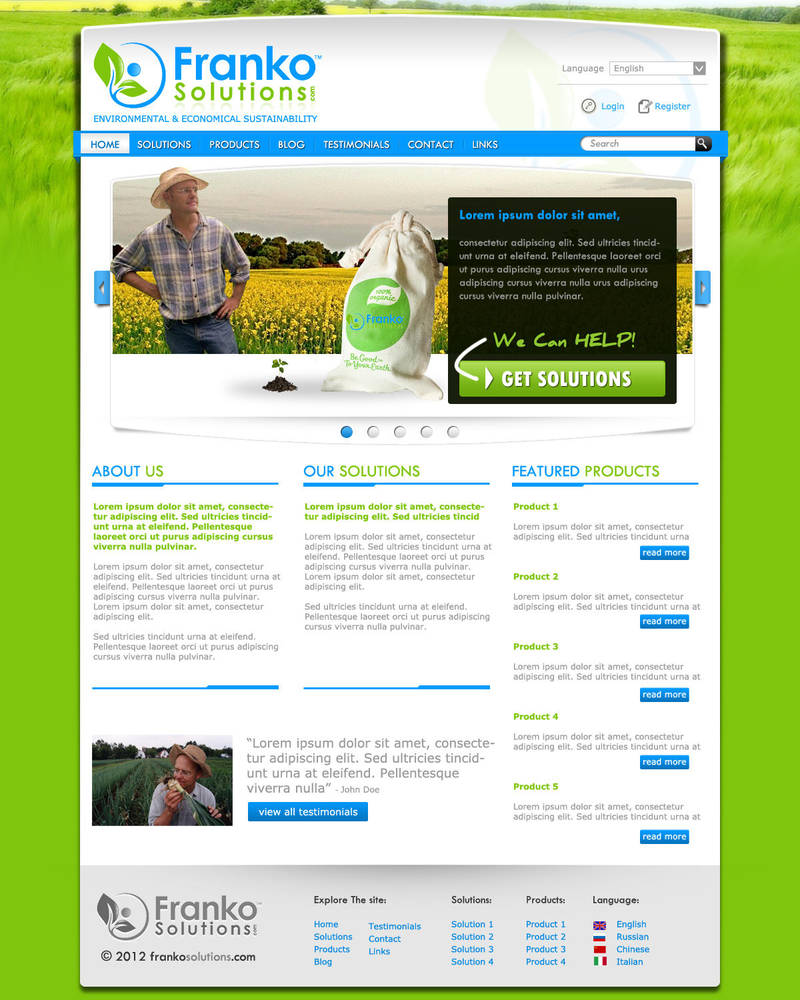 Franko™
Solutions.com
ENVIRONMENTAL & ECONOMICAL SUSTAINABILITY
Language English
Login Register
HOME SOLUTIONS PRODUCTS BLOG TESTIMONIALS CONTACT LINKS Search
Lorem ipsum dolor sit amet,
consectetur adipiscing elit. Sed ultricies tincid-
unt urna at eleifend. Pellentesque laoreet orci
ut purus adipiscing cursus viverra nulla urus
adipiscing cursus viverra nulla urus adipiscing
cursus viverra nulla pulvinar.
We Can HELP!
GET SOLUTIONS
100%
organic
Franko
Be Good
To Your Earth
ABOUT US
Lorem ipsum dolor sit amet, consecte-
tur adipiscing elit. Sed ultricies tincid-
unt urna at eleifend. Pellentesque
laoreet orci ut purus adipiscing cursus
viverra nulla pulvinar.
Lorem ipsum dolor sit amet, consectetur
adipiscing elit. Sed ultricies tincidunt urna at
eleifend. Pellentesque laoreet orci ut purus
adipiscing cursus viverra nulla pulvinar.
Lorem ipsum dolor sit amet, consectetur
adipiscing elit.
Sed ultricies tincidunt urna at eleifend.
Pellentesque laoreet orci ut purus adipiscing
cursus viverra nulla pulvinar.
OUR SOLUTIONS
Lorem ipsum dolor sit amet, consecte-
tur adipiscing elit. Sed ultricies tincid
Lorem ipsum dolor sit amet, consectetur
adipiscing elit. Sed ultricies tincidunt urna at
eleifend. Pellentesque laoreet orci ut purus
adipiscing cursus viverra nulla pulvinar.
Lorem ipsum dolor sit amet, consectetur
adipiscing elit.
Sed ultricies tincidunt urna at eleifend.
Pellentesque laoreet orci ut purus adipiscing
cursus viverra nulla pulvinar.
FEATURED PRODUCTS
Product 1
Lorem ipsum dolor sit amet, consectetur
adipiscing elit. Sed ultricies tincidunt urna
read more
Product 2
Lorem ipsum dolor sit amet, consectetur
adipiscing elit. Sed ultricies tincidunt urna at
read more
Product 3
Lorem ipsum dolor sit amet, consectetur
adipiscing elit. Sed ultricies tincidunt urna
read more
Product 4
Lorem ipsum dolor sit amet, consectetur
adipiscing elit. Sed ultricies tincidunt urna at
read more
Product 5
Lorem ipsum dolor sit amet, consectetur
adipiscing elit. Sed ultricies tincidunt urna at
read more
“Lorem ipsum dolor sit amet, consecte-
tur adipiscing elit. Sed ultricies tincid-
unt urna at eleifend. Pellentesque
viverra nulla” - John Doe
view all testimonials
Franko™
Solutions.com
© 2012 frankosolutions.com
Explore The site:
Home
Solutions
Products
Blog
Testimonials
Contact
Links
Solutions:
Solution 1
Solution 2
Solution 3
Solution 4
Products:
Product 1
Product 2
Product 3
Product 4
Language:
English
Russian
Chinese
Italian